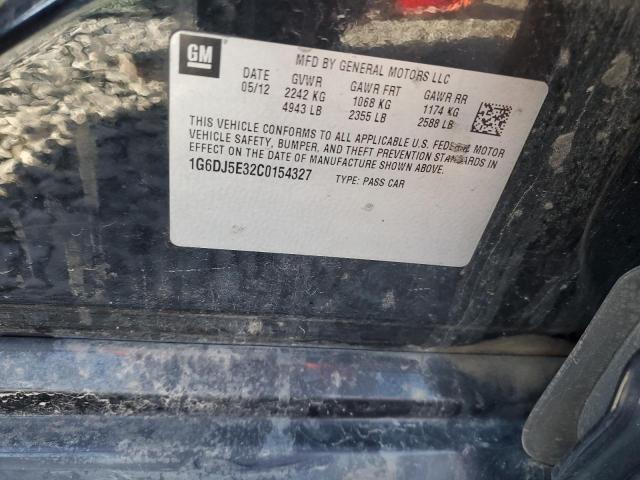 GM
MFD BY GENERAL MOTORS LLC
DATE GVWR GAWR FRT GAWR RR
05/12 2242 KG 1068 KG 1174 KG
4943 LB 2355 LB 2588 LB
THIS VEHICLE CONFORMS TO ALL APPLICABLE U.S. FEDERAL MOTOR
VEHICLE SAFETY, BUMPER, AND THEFT PREVENTION STANDARDS IN
EFFECT ON THE DATE OF MANUFACTURE SHOWN ABOVE.
1G6DJ5E32C0154327 TYPE: PASS CAR